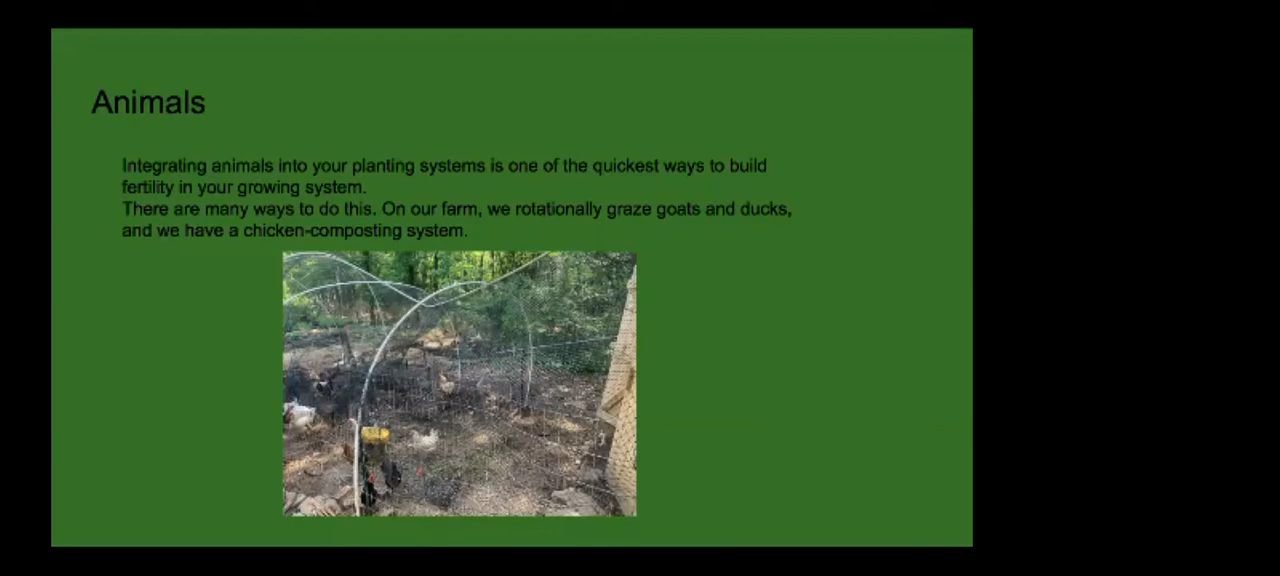 Animals
Integrating animals into your planting systems is one of the quickest ways to build
fertility in your growing system.
There are many ways to do this. On our farm, we rotationally graze goats and ducks,
and we have a chicken-composting system.